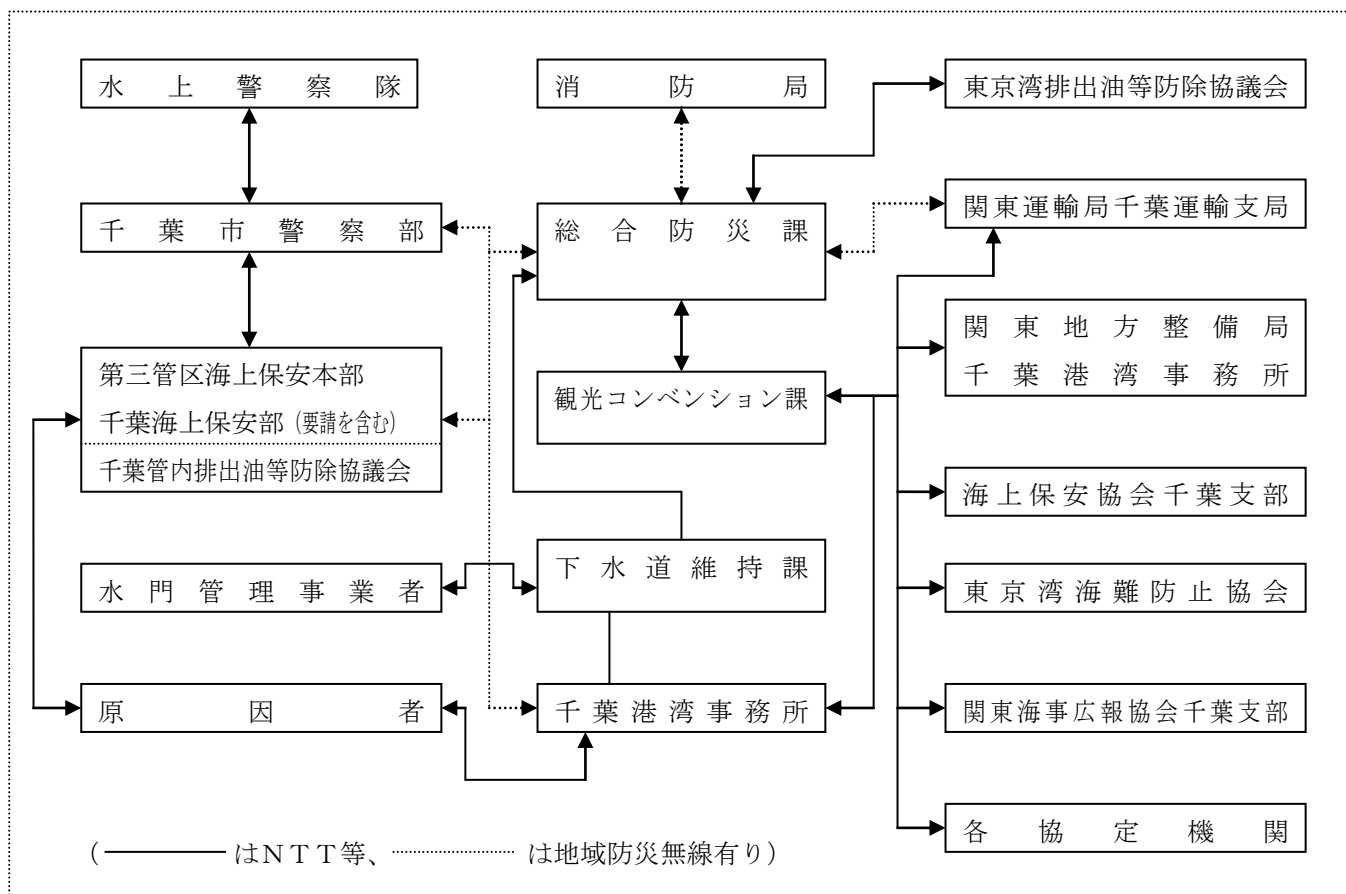 水上警察隊
消防局
東京湾排出油等防除協議会
千葉市警察部
総合防災課
関東運輸局千葉運輸支局
関東地方整備局
千葉港湾事務所
第三管区海上保安本部
千葉海上保安部（要請を含む）
千葉管内排出油等防除協議会
観光コンベンション課
海上保安協会千葉支部
水門管理事業者
下水道維持課
東京湾海難防止協会
原因者
千葉港湾事務所
関東海事広報協会千葉支部
各協定機関
（ はＮＴＴ等、 は地域防災無線有り）